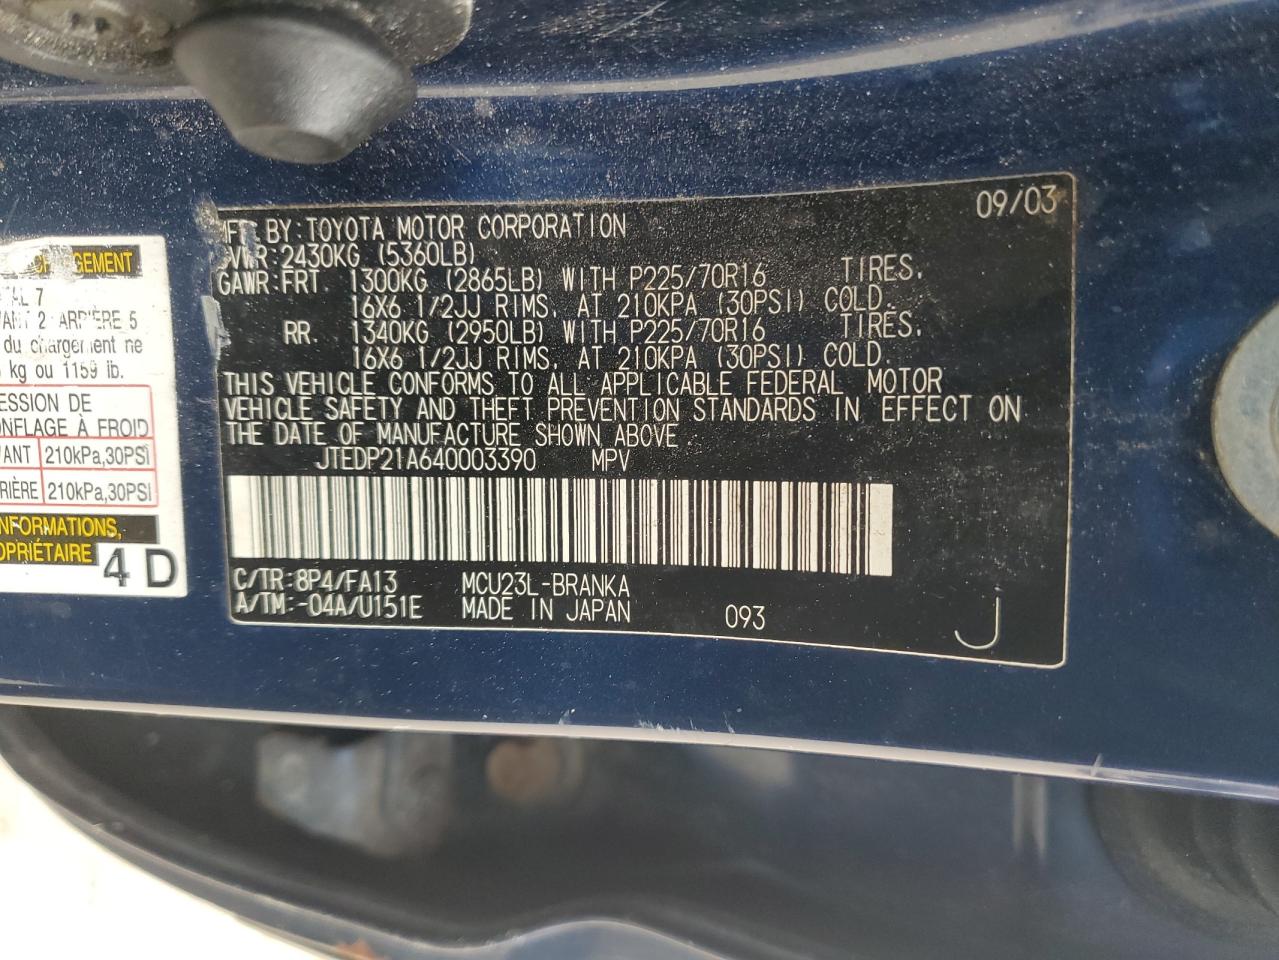 09/03
MFD BY: TOYOTA MOTOR CORPORATION
GVWR: 2430KG (5360LB)
GAWR: FRT. 1300KG (2865LB) WITH P225/70R16 TIRES,
16X6 1/2JJ RIMS, AT 210KPA (30PSI) COLD.
RR. 1340KG (2950LB) WITH P225/70R16 TIRES,
16X6 1/2JJ RIMS, AT 210KPA (30PSI) COLD.
THIS VEHICLE CONFORMS TO ALL APPLICABLE FEDERAL MOTOR
VEHICLE SAFETY AND THEFT PREVENTION STANDARDS IN EFFECT ON
THE DATE OF MANUFACTURE SHOWN ABOVE.
JTEDP21A640003390 MPV
C/TR: 8P4/FA13 MCU23L-BRANKA
A/TM: -04A/U151E MADE IN JAPAN 093 J
GEMENT
7
2 ARRIÈRE 5
du chargement ne
kg ou 1159 lb.
ESSION DE
NFLAGE À FROID
ANT 210kPa,30PSI
RIÈRE 210kPa,30PSI
NFORMATIONS,
OPRIÉTAIRE 4 D